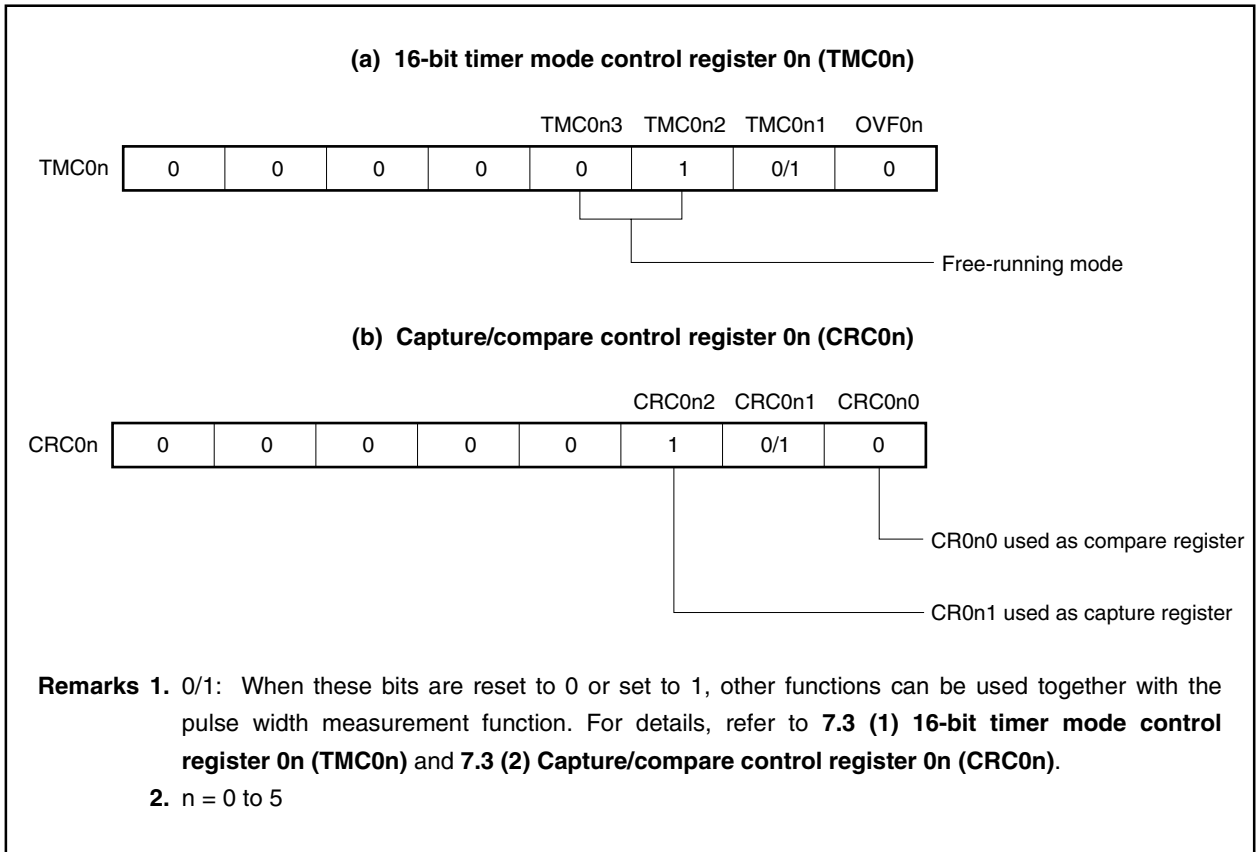 (a) 16-bit timer mode control register 0n (TMC0n)
TMC0n3 TMC0n2 TMC0n1 OVF0n
TMC0n 0 0 0 0 0 1 0/1 0
Free-running mode
(b) Capture/compare control register 0n (CRC0n)
CRC0n2 CRC0n1 CRC0n0
CRC0n 0 0 0 0 0 1 0/1 0
CR0n0 used as compare register
CR0n1 used as capture register
Remarks 1. 0/1: When these bits are reset to 0 or set to 1, other functions can be used together with the
pulse width measurement function. For details, refer to 7.3 (1) 16-bit timer mode control
register 0n (TMC0n) and 7.3 (2) Capture/compare control register 0n (CRC0n).
2. n = 0 to 5